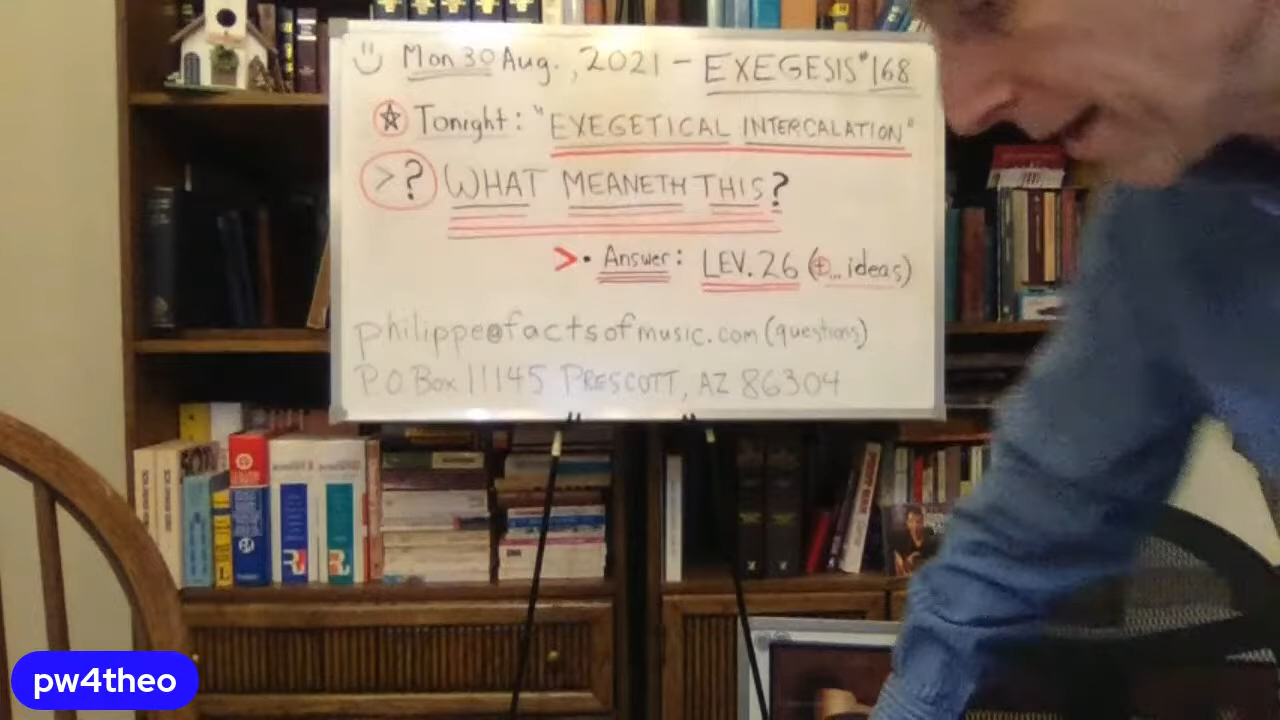 Mon 30 Aug., 2021 - EXEGESIS #168
Tonight: "EXEGETICAL INTERCALATION"
>? WHAT MEANETH THIS?
>• Answer: LEV. 26 (+... ideas)
philippe@factsofmusic.com (questions)
P.O Box 11145 PRESCOTT, AZ 86304
pw4theo